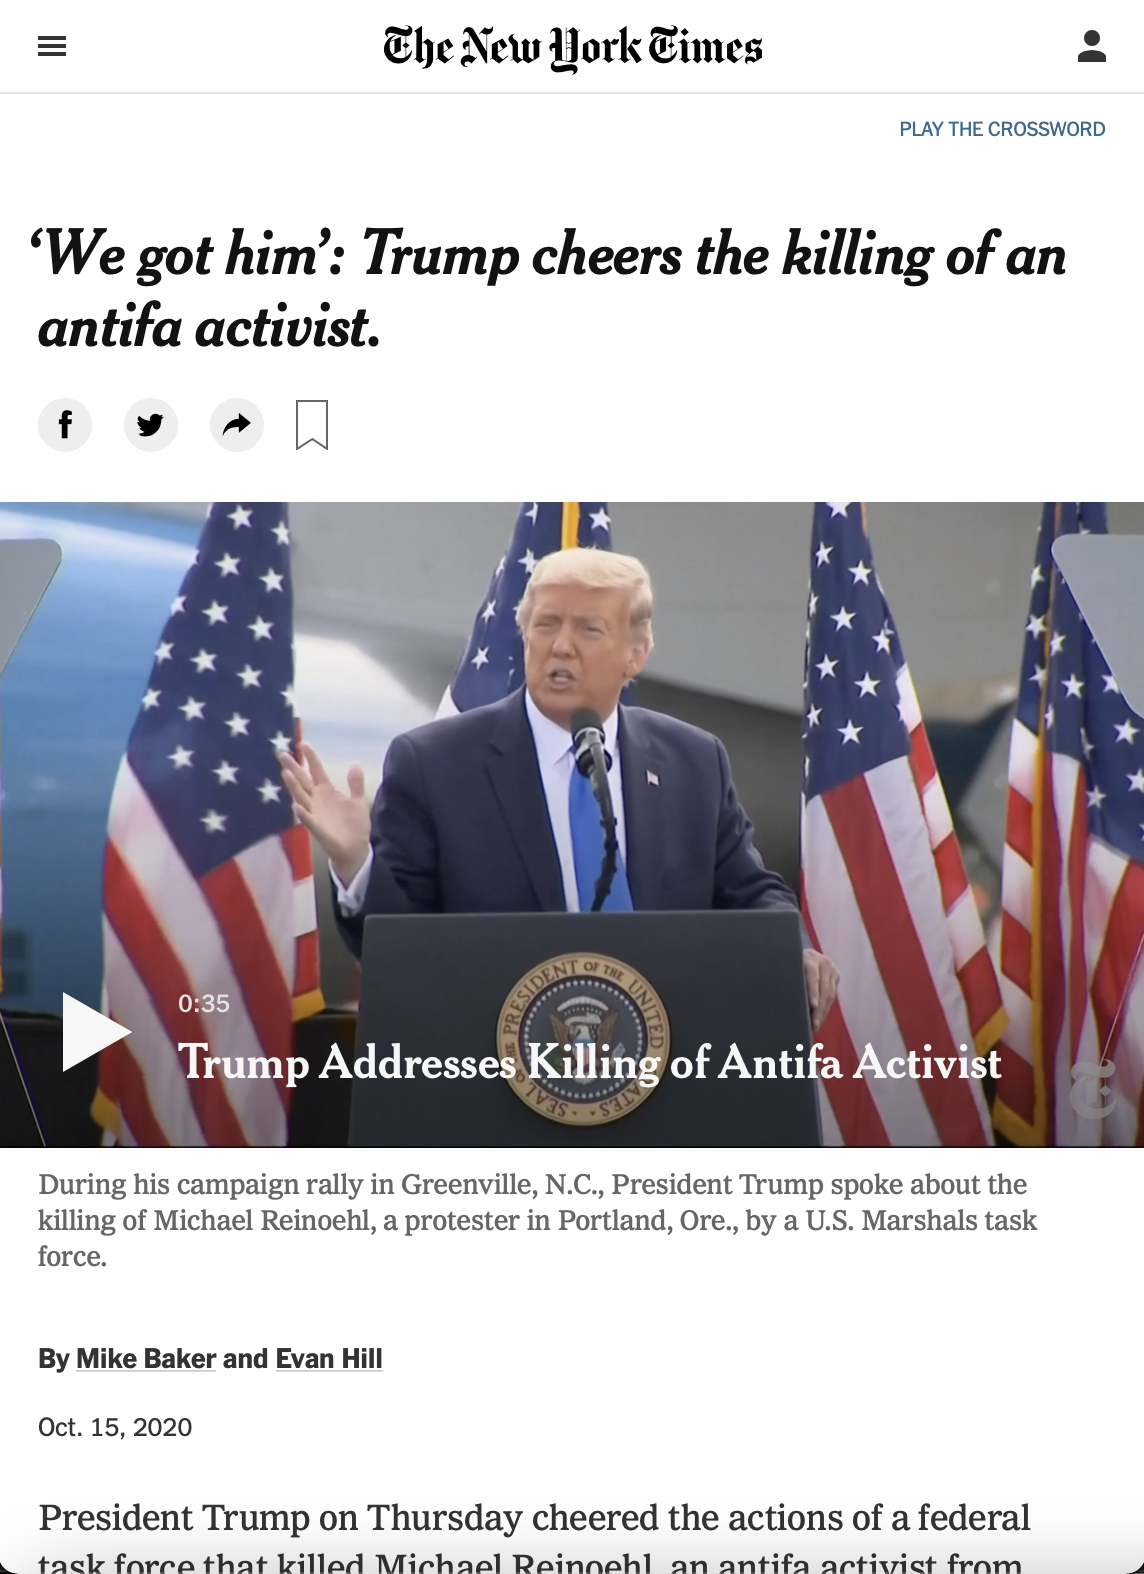 The New York Times
PLAY THE CROSSWORD
‘We got him’: Trump cheers the killing of an
antifa activist.
0:35
Trump Addresses Killing of Antifa Activist
SEAL OF THE PRESIDENT OF THE UNITED STATES
During his campaign rally in Greenville, N.C., President Trump spoke about the
killing of Michael Reinoehl, a protester in Portland, Ore., by a U.S. Marshals task
force.
By Mike Baker and Evan Hill
Oct. 15, 2020
President Trump on Thursday cheered the actions of a federal
task force that killed Michael Reinoehl, an antifa activist from